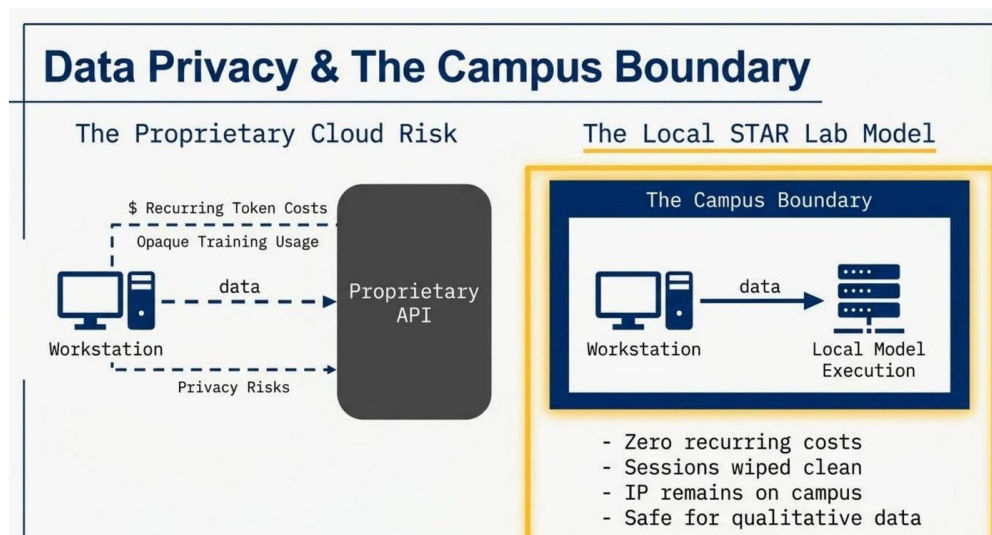 Data Privacy & The Campus Boundary
The Proprietary Cloud Risk
$ Recurring Token Costs
Opaque Training Usage
data
Workstation
Privacy Risks
Proprietary
API
The Local STAR Lab Model
The Campus Boundary
data
Workstation
Local Model
Execution
- Zero recurring costs
- Sessions wiped clean
- IP remains on campus
- Safe for qualitative data